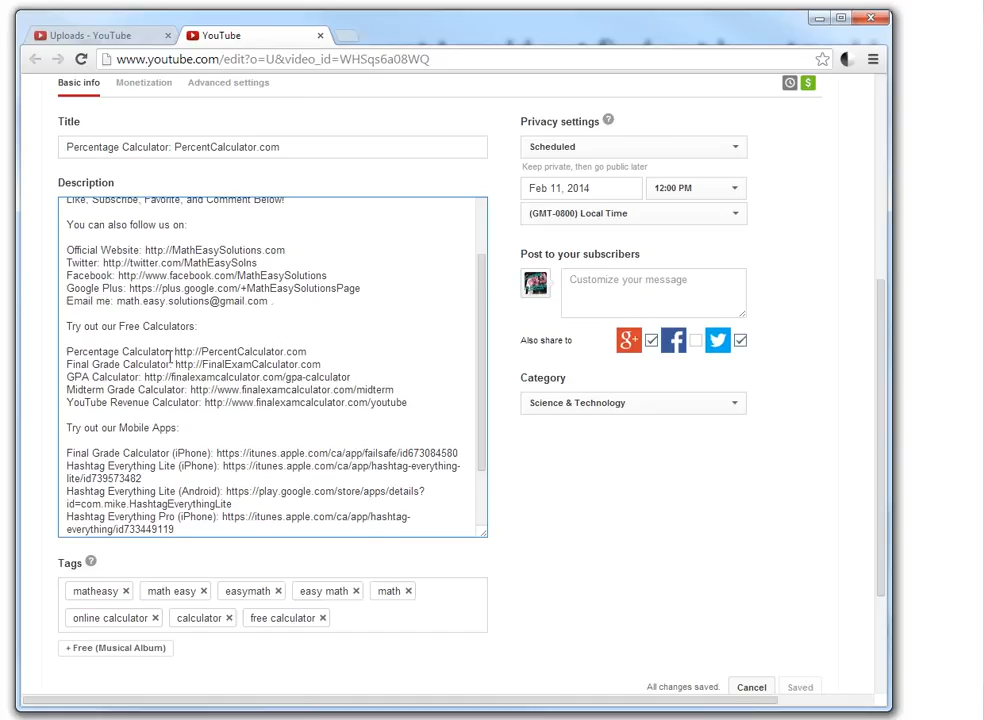 Uploads - YouTube
YouTube
www.youtube.com/edit?o=U&video_id=WHSqs6a08WQ
Basic info
Monetization
Advanced settings
$
Title
Percentage Calculator: PercentCalculator.com
Description
Like, Subscribe, Favorite, and Comment Below!
You can also follow us on:
Official Website: http://MathEasySolutions.com
Twitter: http://twitter.com/MathEasySolns
Facebook: http://www.facebook.com/MathEasySolutions
Google Plus: https://plus.google.com/+MathEasySolutionsPage
Email me: math.easy.solutions@gmail.com .
Try out our Free Calculators:
Percentage Calculator: http://PercentCalculator.com
Final Grade Calculator: http://FinalExamCalculator.com
GPA Calculator: http://finalexamcalculator.com/gpa-calculator
Midterm Grade Calculator: http://www.finalexamcalculator.com/midterm
YouTube Revenue Calculator: http://www.finalexamcalculator.com/youtube
Try out our Mobile Apps:
Final Grade Calculator (iPhone): https://itunes.apple.com/ca/app/failsafe/id673084580
Hashtag Everything Lite (iPhone): https://itunes.apple.com/ca/app/hashtag-everything-
lite/id739573482
Hashtag Everything Lite (Android): https://play.google.com/store/apps/details?
id=com.mike.HashtagEverythingLite
Hashtag Everything Pro (iPhone): https://itunes.apple.com/ca/app/hashtag-
everything/id733449119
Tags
matheasy
math easy
easymath
easy math
math
online calculator
calculator
free calculator
+ Free (Musical Album)
Privacy settings
Scheduled
Keep private, then go public later
Feb 11, 2014
12:00 PM
(GMT-0800) Local Time
Post to your subscribers
Customize your message
Also share to
g+
f
Category
Science & Technology
All changes saved.
Cancel
Saved